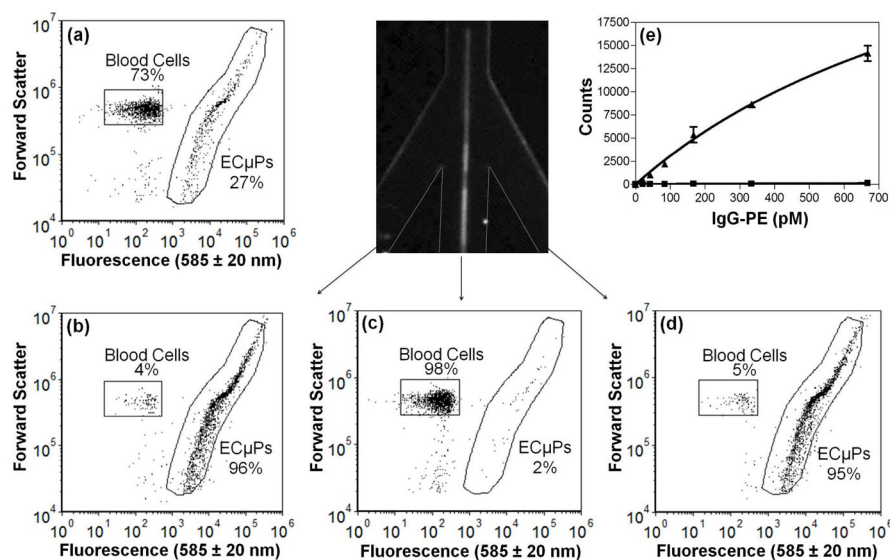 (a)
Blood Cells
73%
ECµPs
27%
Forward Scatter
10^7
10^6
10^5
10^4
10^0 10^1 10^2 10^3 10^4 10^5 10^6
Fluorescence (585 ± 20 nm)
(e)
Counts
17500
15000
12500
10000
7500
5000
2500
0
0 100 200 300 400 500 600 700
IgG-PE (pM)
(b)
Blood Cells
4%
ECµPs
96%
Forward Scatter
10^7
10^6
10^5
10^4
10^0 10^1 10^2 10^3 10^4 10^5 10^6
Fluorescence (585 ± 20 nm)
(c)
Blood Cells
98%
ECµPs
2%
Forward Scatter
10^7
10^6
10^5
10^4
10^0 10^1 10^2 10^3 10^4 10^5 10^6
Fluorescence (585 ± 20 nm)
(d)
Blood Cells
5%
ECµPs
95%
Forward Scatter
10^7
10^6
10^5
10^4
10^0 10^1 10^2 10^3 10^4 10^5 10^6
Fluorescence (585 ± 20 nm)